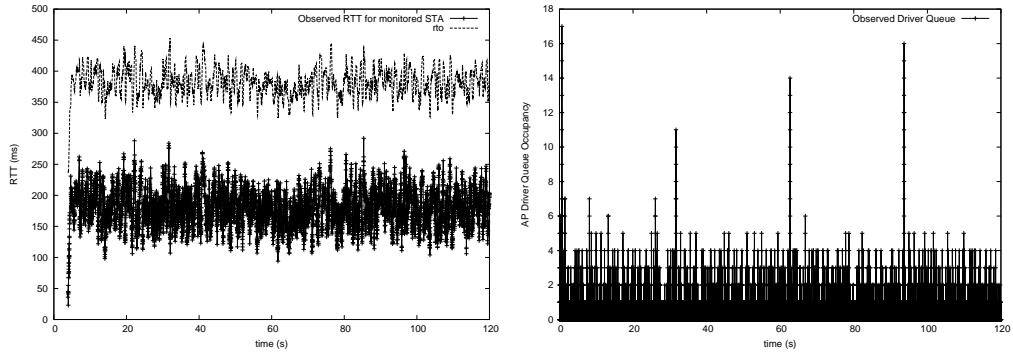 Observed RTT for monitored STA
rto
RTT (ms)
500
450
400
350
300
250
200
150
100
50
0
0 20 40 60 80 100 120
time (s)
Observed Driver Queue
AP Driver Queue Occupancy
18
16
14
12
10
8
6
4
2
0
0 20 40 60 80 100 120
time (s)